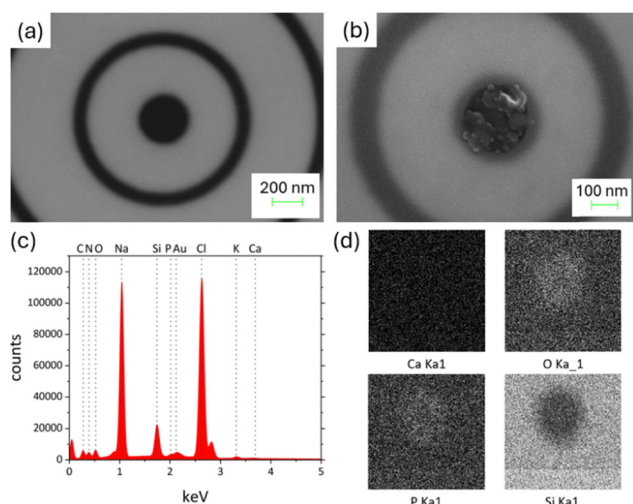 (a)
200 nm
(b)
100 nm
(c)
C N O Na Si P Au Cl K Ca
120000
100000
80000
60000
40000
20000
0
counts
0 1 2 3 4 5
keV
(d)
Ca Ka1
O Ka_1
P Ka1
Si Ka1